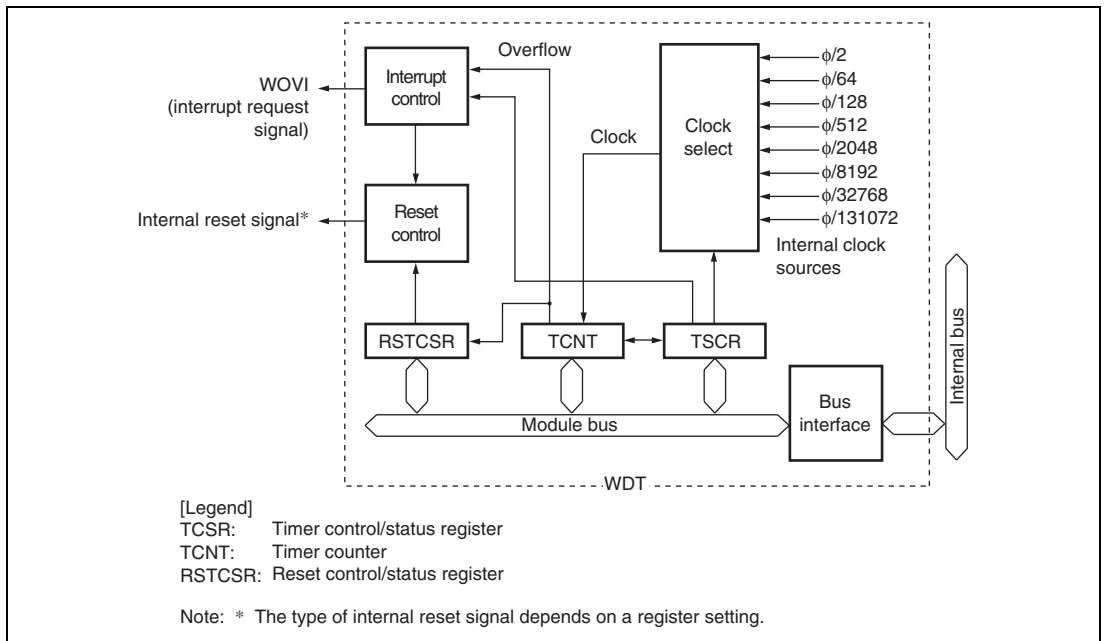 Overflow
Interrupt
control
WOVI
(interrupt request
signal)
Clock
Clock
select
ϕ/2
ϕ/64
ϕ/128
ϕ/512
ϕ/2048
ϕ/8192
ϕ/32768
ϕ/131072
Internal clock
sources
Reset
control
Internal reset signal*
RSTCSR
TCNT
TSCR
Module bus
Bus
interface
Internal bus
WDT
[Legend]
TCSR: Timer control/status register
TCNT: Timer counter
RSTCSR: Reset control/status register
Note: * The type of internal reset signal depends on a register setting.